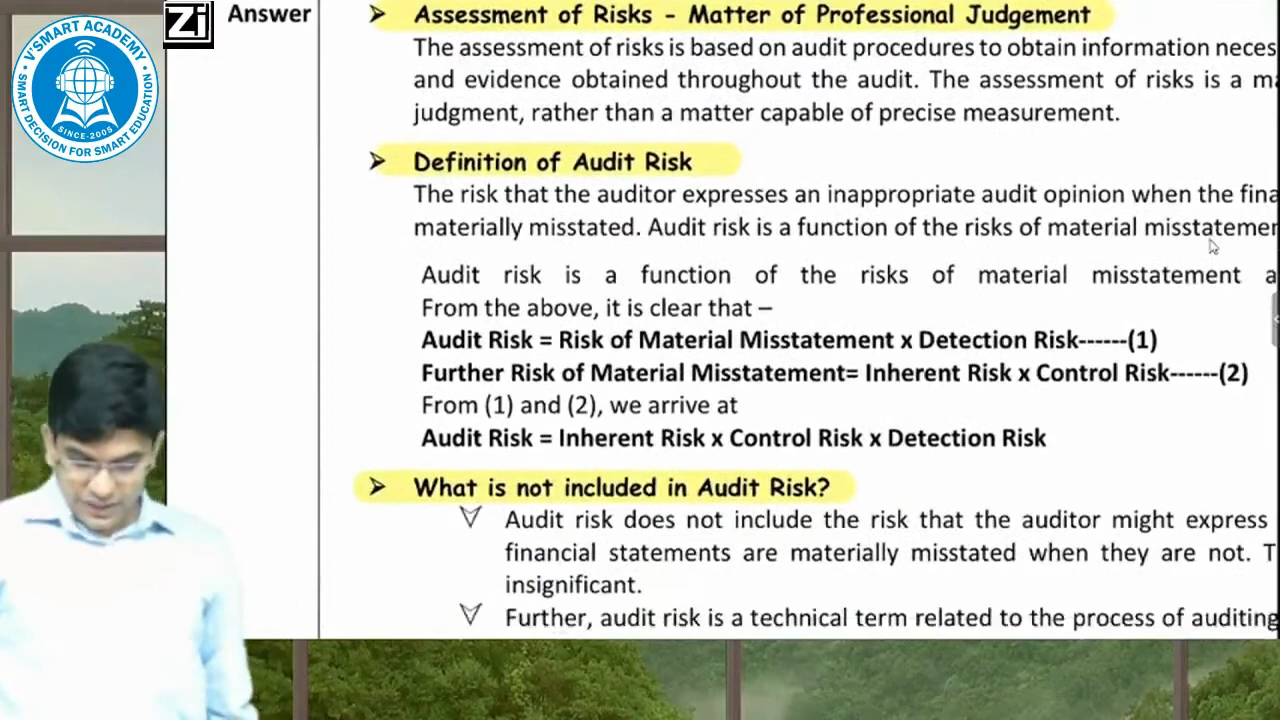 V'SMART ACADEMY
SMART DECISION FOR SMART EDUCATION
SINCE-2005
Zi
Answer
➢ Assessment of Risks - Matter of Professional Judgement
The assessment of risks is based on audit procedures to obtain information neces
and evidence obtained throughout the audit. The assessment of risks is a ma
judgment, rather than a matter capable of precise measurement.
➢ Definition of Audit Risk
The risk that the auditor expresses an inappropriate audit opinion when the fina
materially misstated. Audit risk is a function of the risks of material misstatemen
Audit risk is a function of the risks of material misstatement a
From the above, it is clear that –
Audit Risk = Risk of Material Misstatement x Detection Risk------(1)
Further Risk of Material Misstatement= Inherent Risk x Control Risk------(2)
From (1) and (2), we arrive at
Audit Risk = Inherent Risk x Control Risk x Detection Risk
➢ What is not included in Audit Risk?
Audit risk does not include the risk that the auditor might express
financial statements are materially misstated when they are not. T
insignificant.
Further, audit risk is a technical term related to the process of auditing